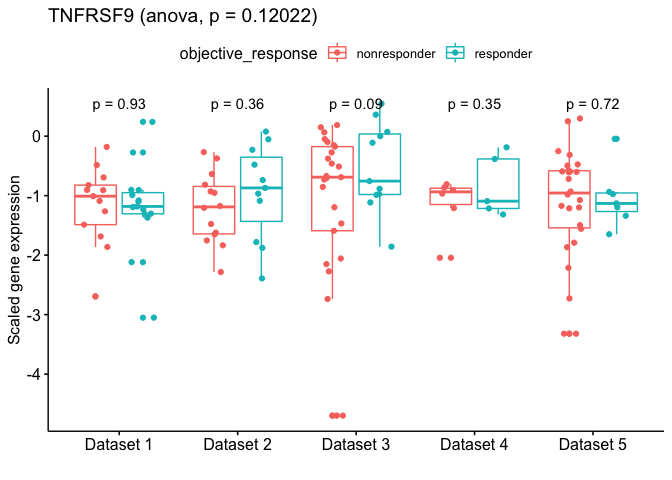 TNFRSF9 (anova, p = 0.12022)
objective_response nonresponder responder
p = 0.93 p = 0.36 p = 0.09 p = 0.35 p = 0.72
0
-1
-2
-3
-4
Scaled gene expression
Dataset 1 Dataset 2 Dataset 3 Dataset 4 Dataset 5